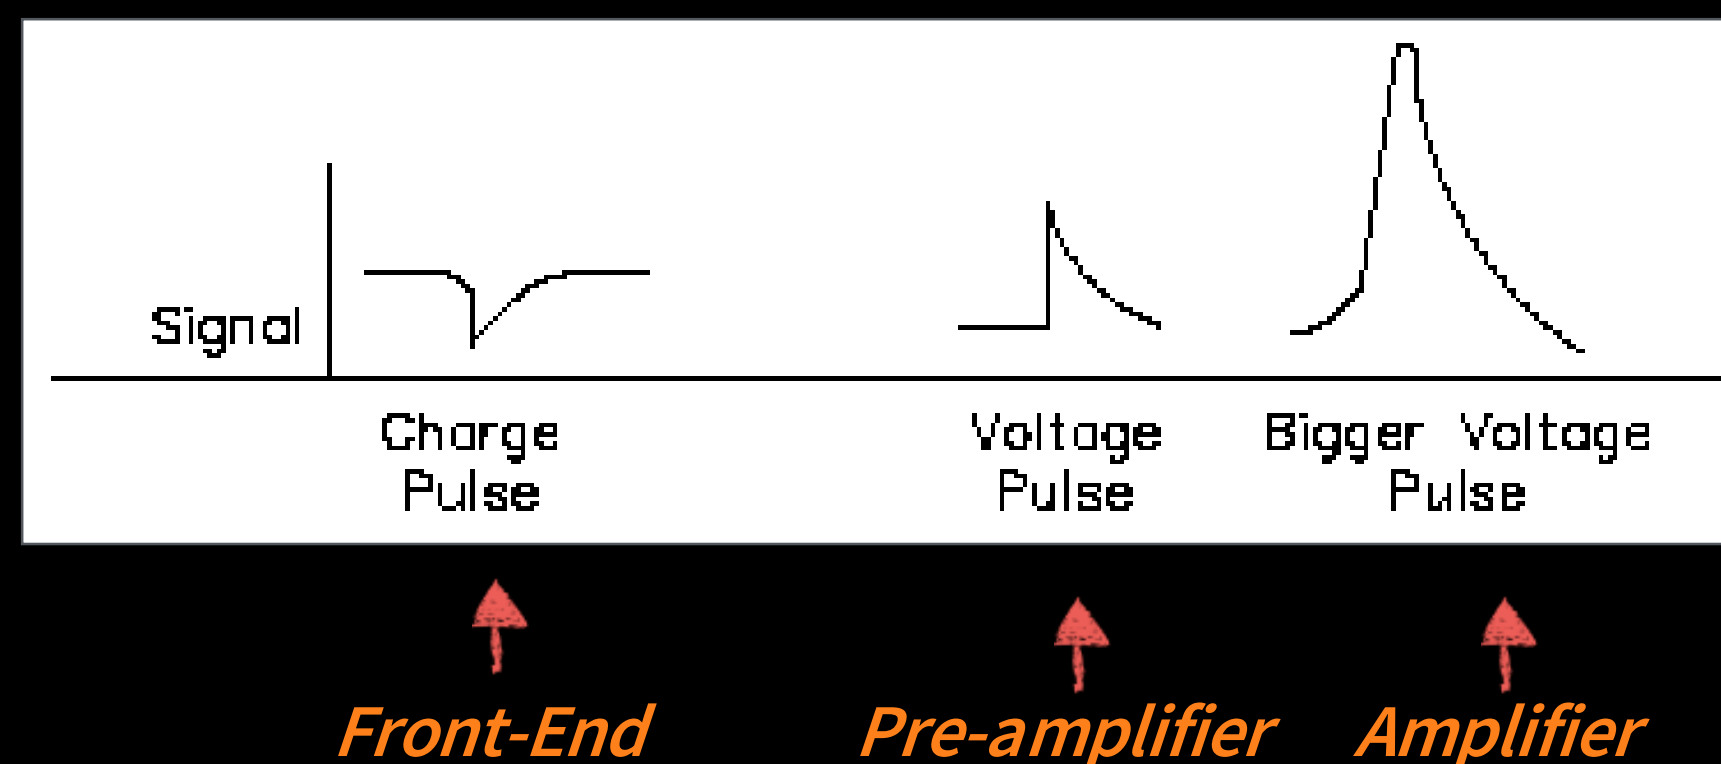 Signal
Charge
Pulse
Voltage
Pulse
Bigger Voltage
Pulse
Front-End
Pre-amplifier
Amplifier